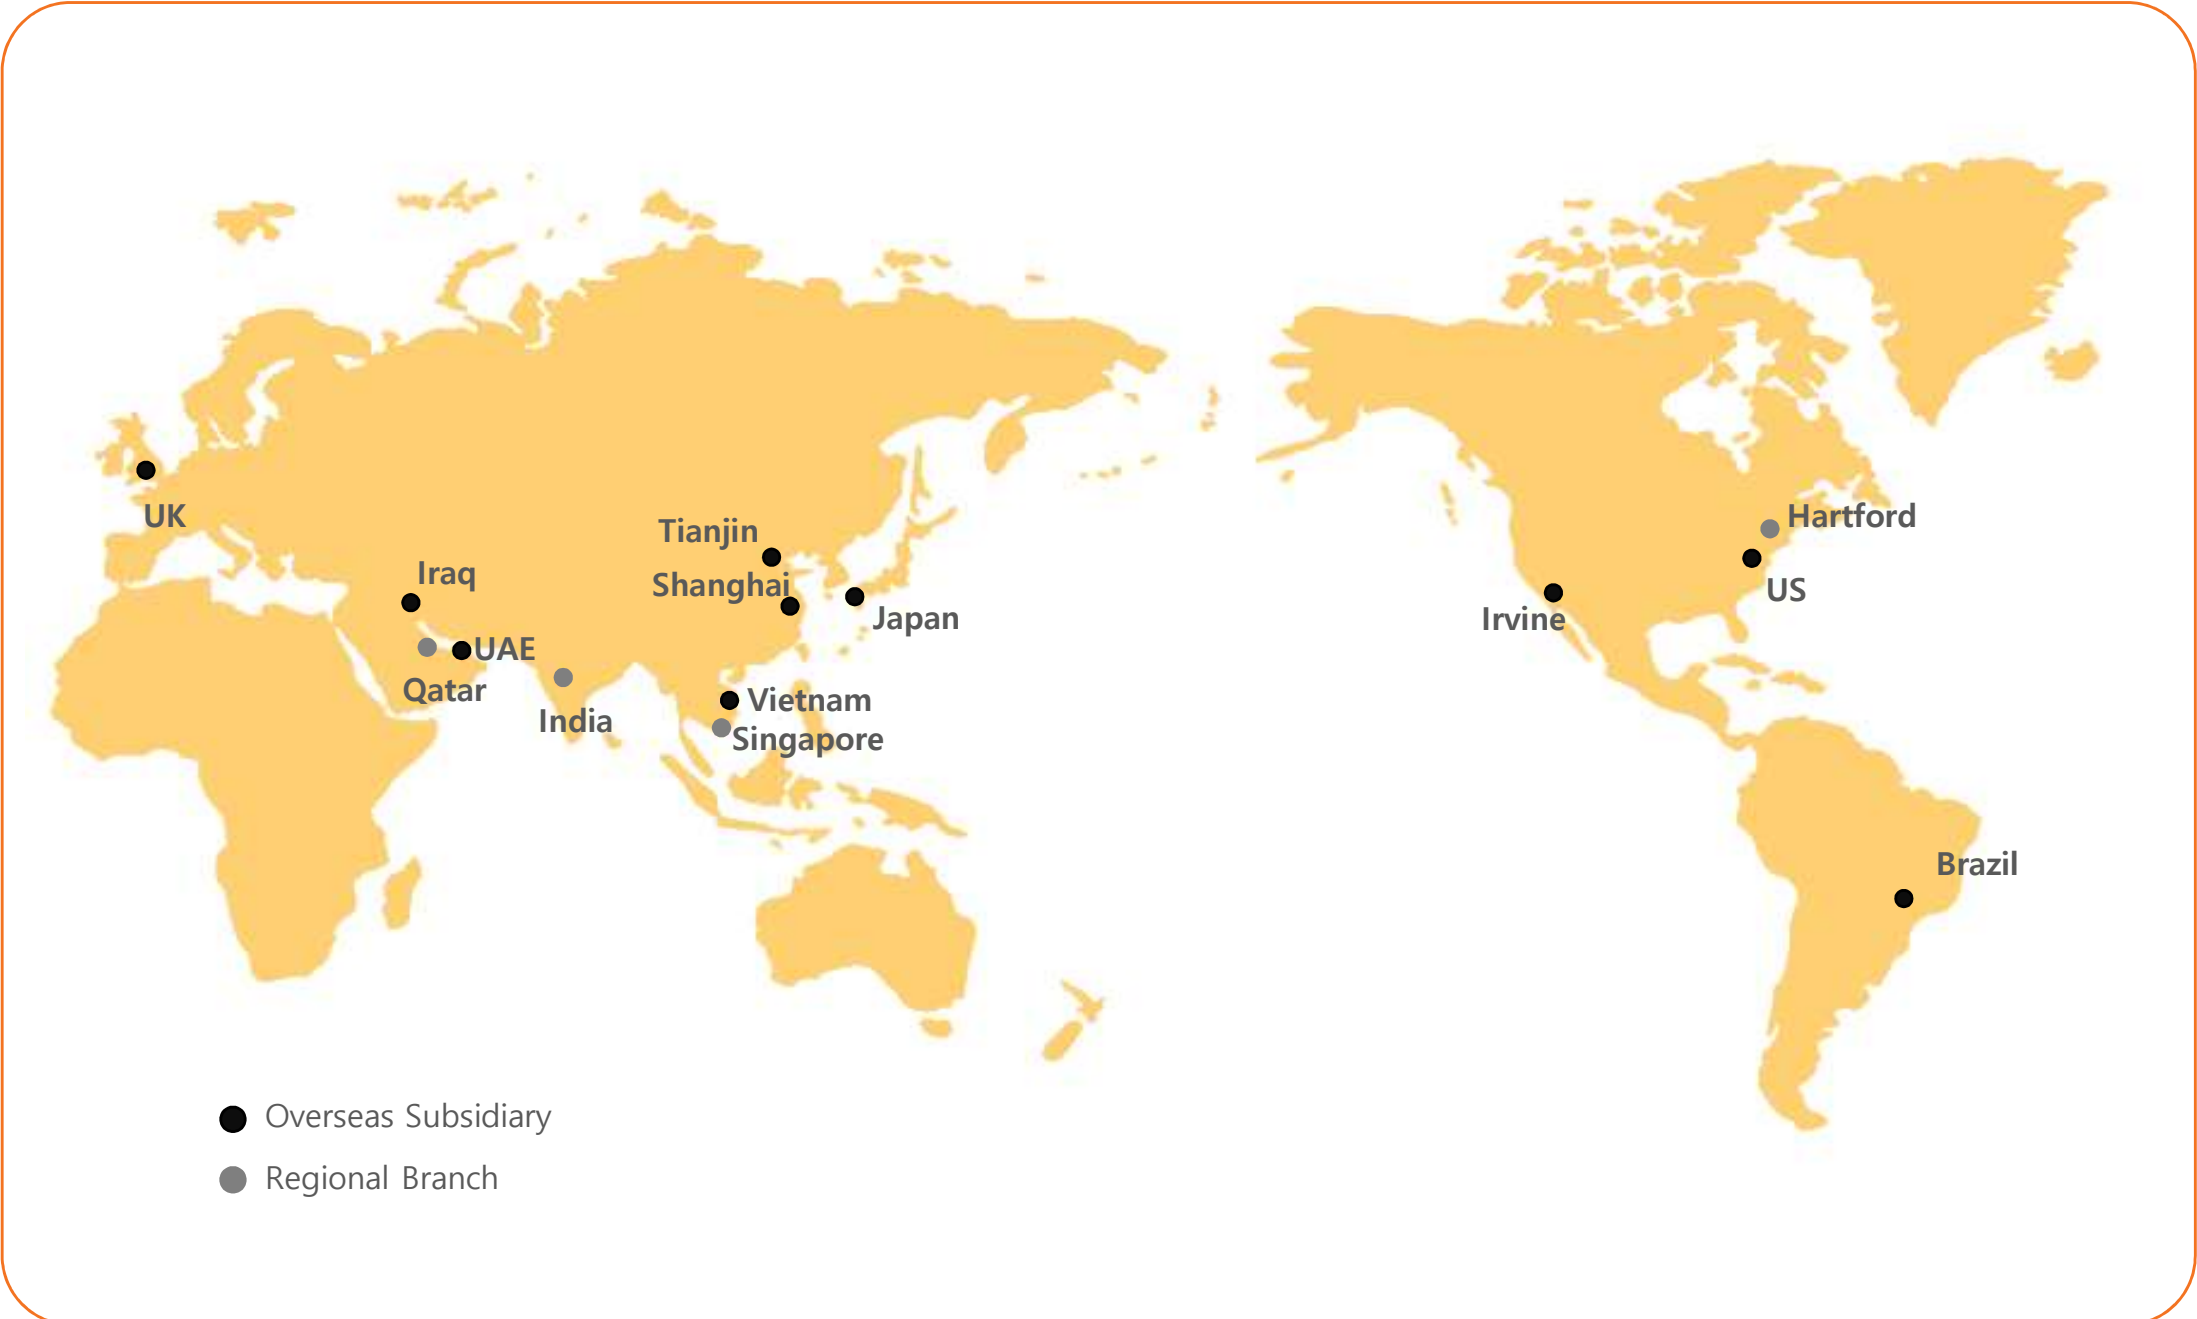 UK
Iraq
UAE
Qatar
India
Tianjin
Shanghai
Japan
Vietnam
Singapore
Hartford
US
Irvine
Brazil
Overseas Subsidiary
Regional Branch